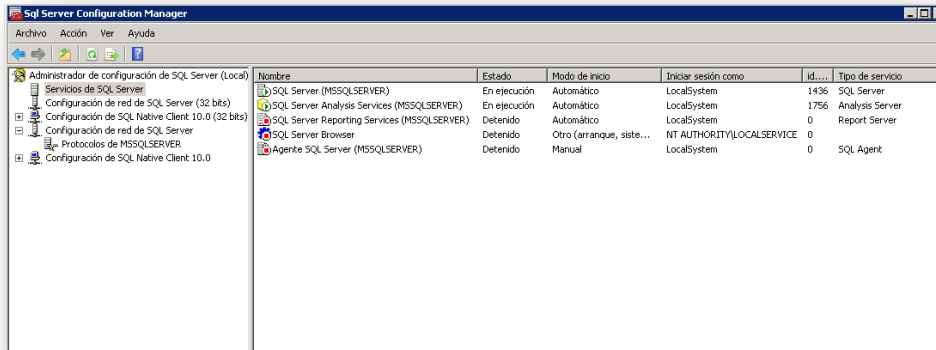 Sql Server Configuration Manager
Archivo Acción Ver Ayuda
Administrador de configuración de SQL Server (Local)
Servicios de SQL Server
Configuración de red de SQL Server (32 bits)
Configuración de SQL Native Client 10.0 (32 bits)
Configuración de red de SQL Server
Protocolos de MSSQLSERVER
Configuración de SQL Native Client 10.0
Nombre Estado Modo de inicio Iniciar sesión como id.... Tipo de servicio
SQL Server (MSSQLSERVER) En ejecución Automático LocalSystem 1436 SQL Server
SQL Server Analysis Services (MSSQLSERVER) En ejecución Automático LocalSystem 1756 Analysis Server
SQL Server Reporting Services (MSSQLSERVER) Detenido Automático LocalSystem 0 Report Server
SQL Server Browser Detenido Otro (arranque, siste... NT AUTHORITY\LOCALSERVICE 0
Agente SQL Server (MSSQLSERVER) Detenido Manual LocalSystem 0 SQL Agent